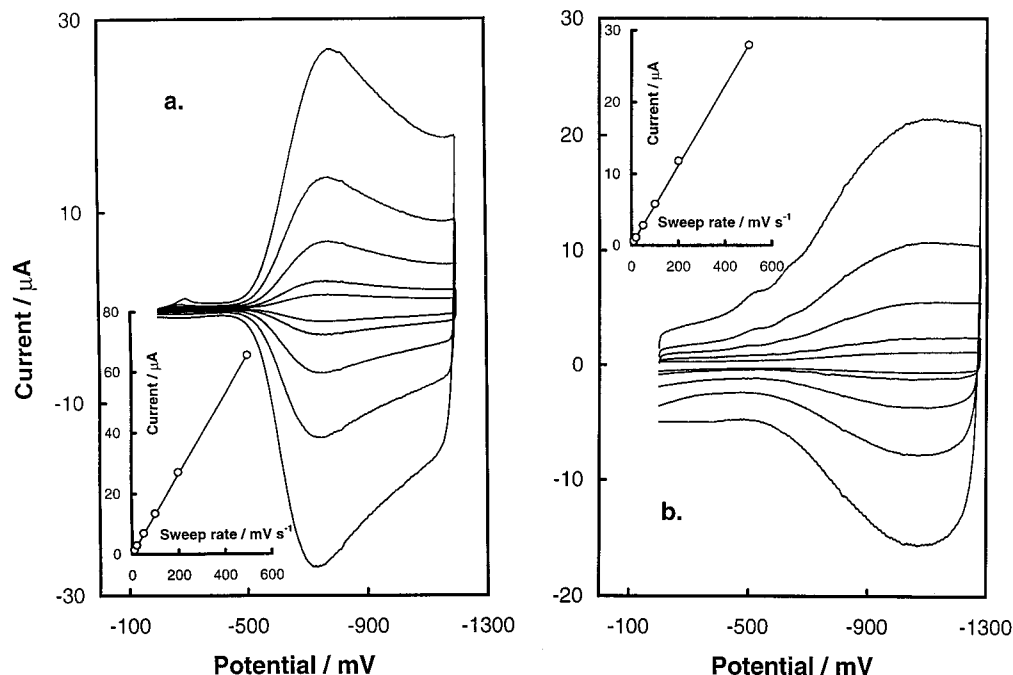 30
10
-10
-30
Current / μA
a.
80
60
40
20
0
Current / μA
Sweep rate / mV s⁻¹
0 200 400 600
-100 -500 -900 -1300
Potential / mV
30
20
10
0
-10
-20
30
20
10
0
Current / μA
Sweep rate / mV s⁻¹
0 200 400 600
b.
-100 -500 -900 -1300
Potential / mV